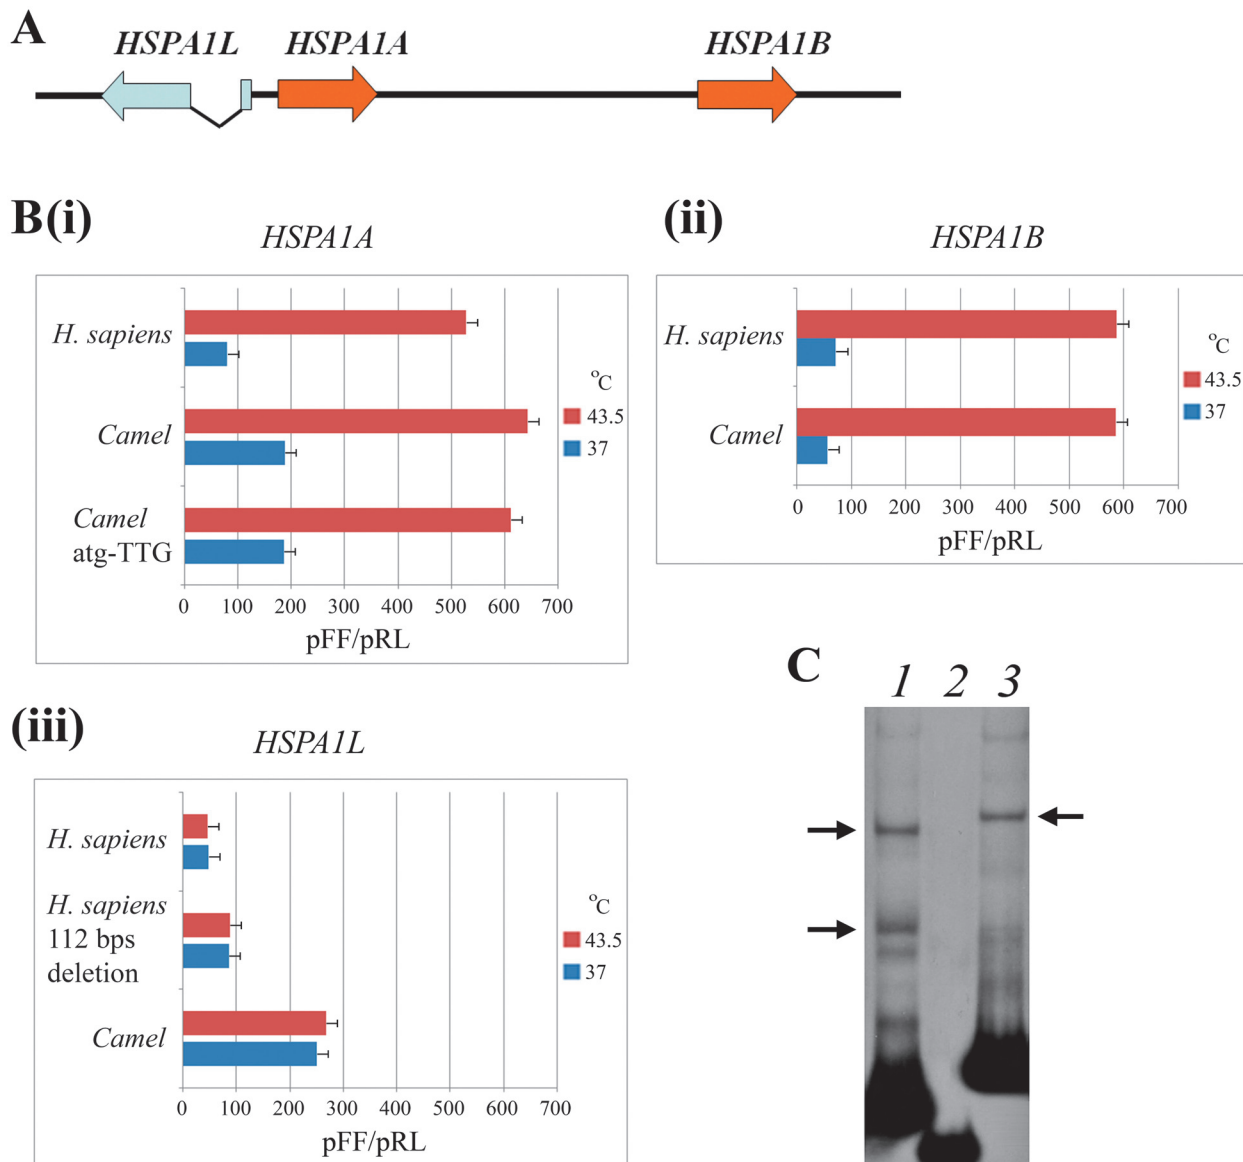 A
HSPA1L HSPA1A HSPA1B
B(i)
HSPA1A
H. sapiens
Camel
Camel
atg-TTG
°C
43.5
37
0 100 200 300 400 500 600 700
pFF/pRL
(ii)
HSPA1B
H. sapiens
Camel
°C
43.5
37
0 100 200 300 400 500 600 700
pFF/pRL
(iii)
HSPA1L
H. sapiens
H. sapiens
112 bps
deletion
Camel
°C
43.5
37
0 100 200 300 400 500 600 700
pFF/pRL
C
1 2 3